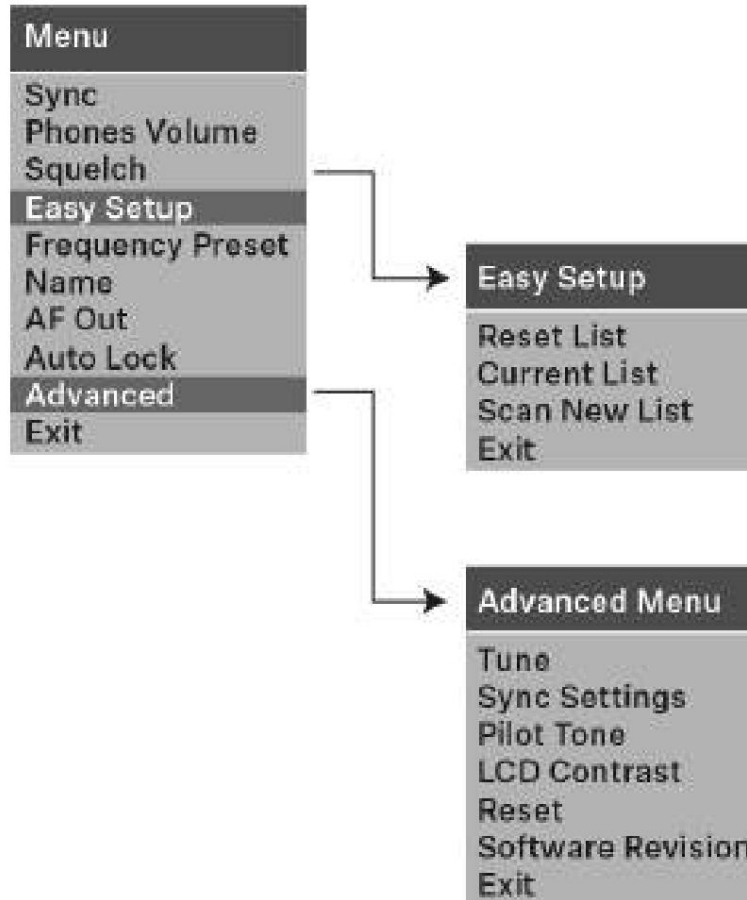 Menu
Sync
Phones Volume
Squelch
Easy Setup
Frequency Preset
Name
AF Out
Auto Lock
Advanced
Exit
Easy Setup
Reset List
Current List
Scan New List
Exit
Advanced Menu
Tune
Sync Settings
Pilot Tone
LCD Contrast
Reset
Software Revision
Exit